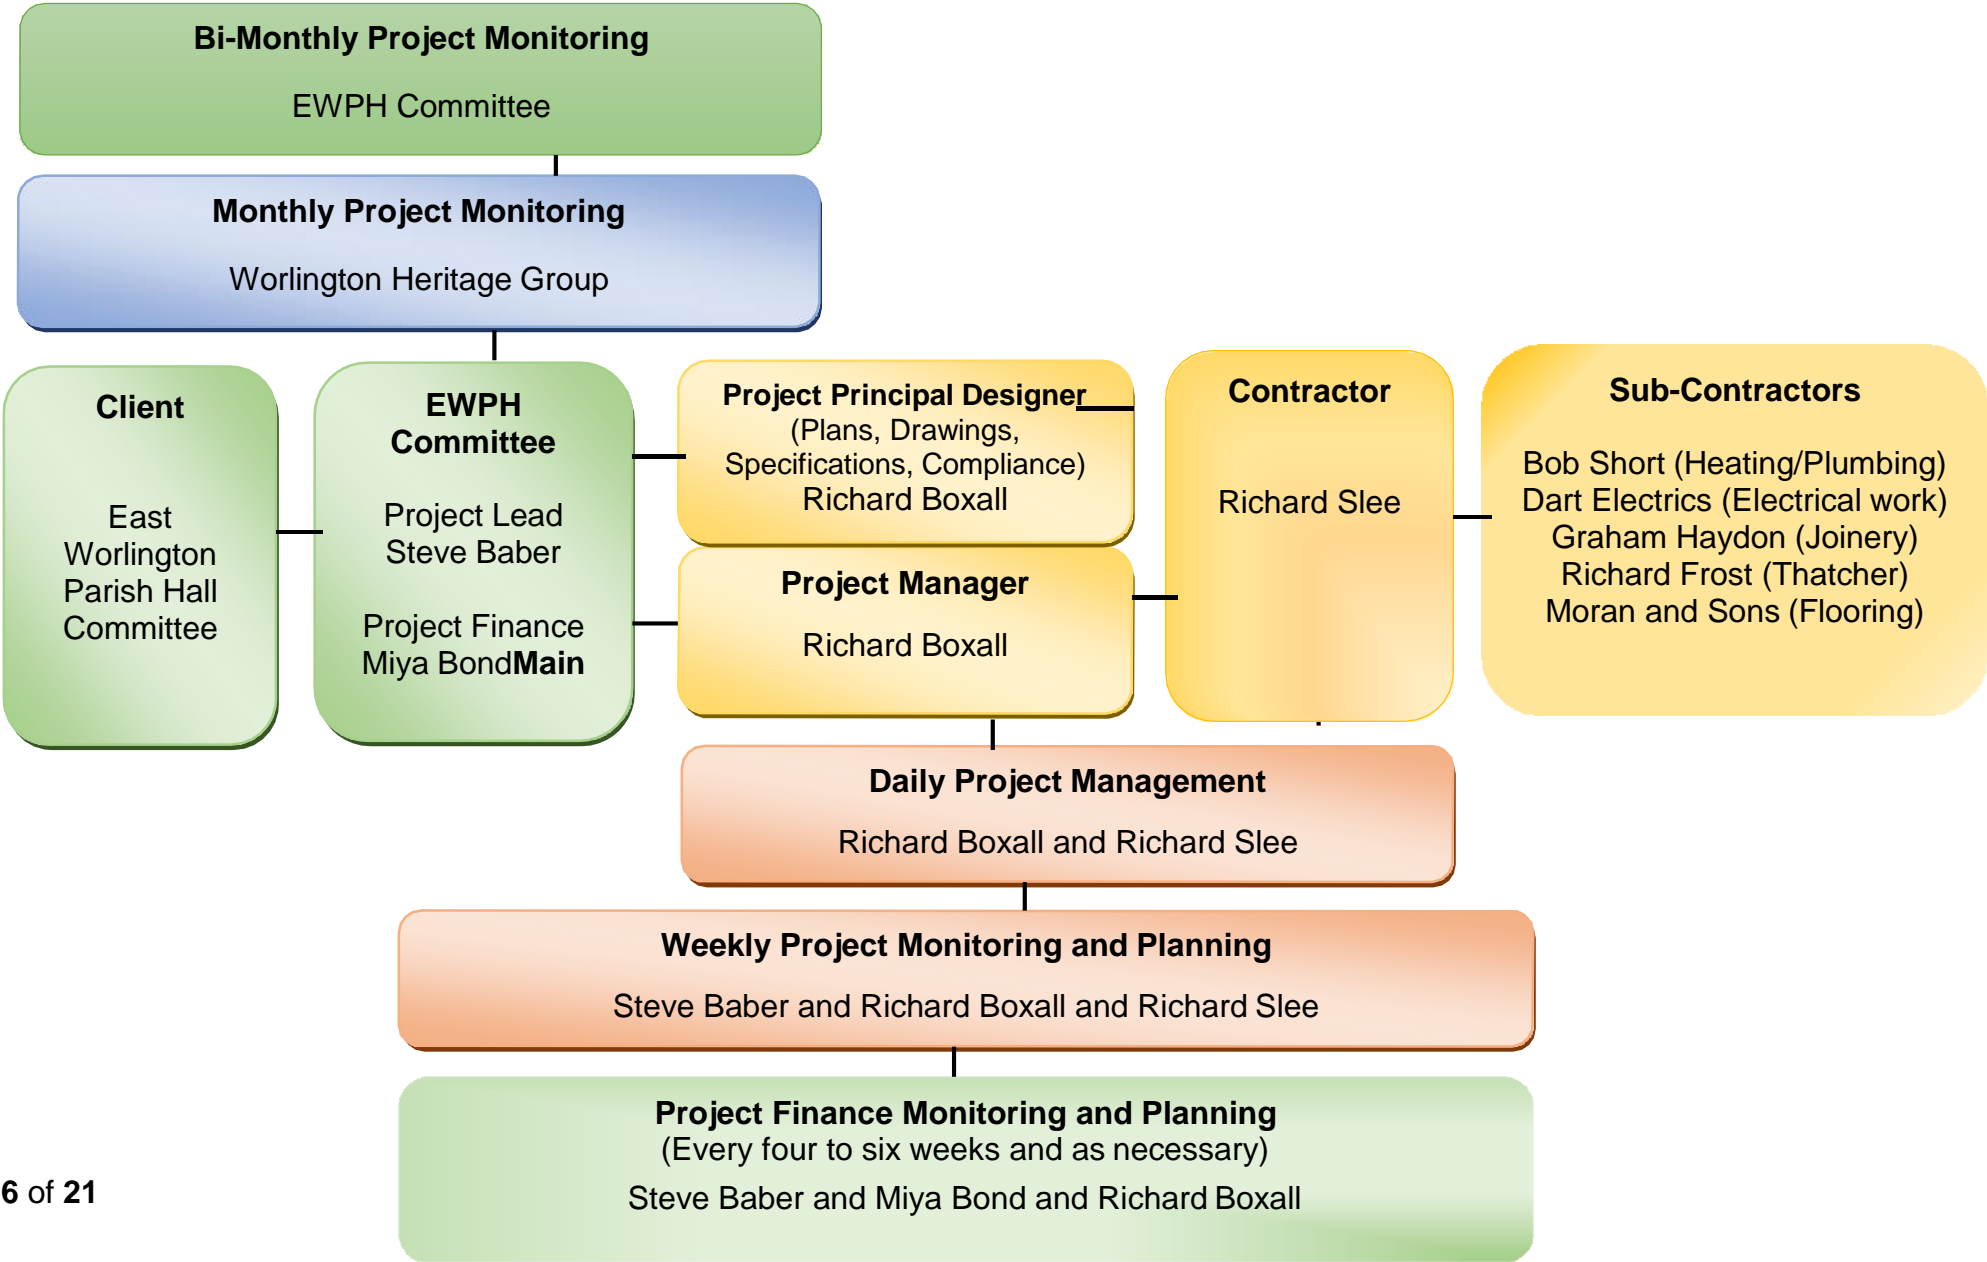 Bi-Monthly Project Monitoring
EWPH Committee
Monthly Project Monitoring
Worlington Heritage Group
Client
East
Worlington
Parish Hall
Committee
EWPH
Committee
Project Lead
Steve Baber
Project Finance
Miya BondMain
Project Principal Designer
(Plans, Drawings,
Specifications, Compliance)
Richard Boxall
Project Manager
Richard Boxall
Contractor
Richard Slee
Sub-Contractors
Bob Short (Heating/Plumbing)
Dart Electrics (Electrical work)
Graham Haydon (Joinery)
Richard Frost (Thatcher)
Moran and Sons (Flooring)
Daily Project Management
Richard Boxall and Richard Slee
Weekly Project Monitoring and Planning
Steve Baber and Richard Boxall and Richard Slee
Project Finance Monitoring and Planning
(Every four to six weeks and as necessary)
Steve Baber and Miya Bond and Richard Boxall
6 of 21